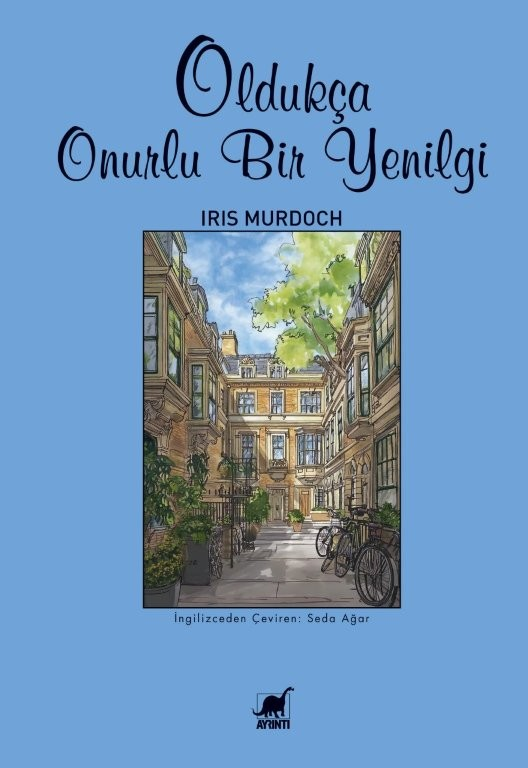 Oldukça
Onurlu Bir Yenilgi
IRIS MURDOCH
İngilizceden Çeviren: Seda Ağar
AYRINTI